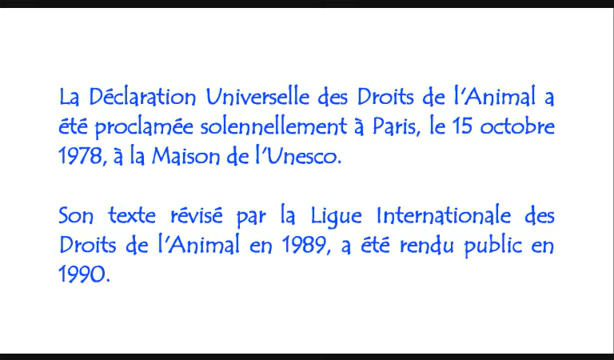 La Déclaration Universelle des Droits de l'Animal a
été proclamée solennellement à Paris, le 15 octobre
1978, à la Maison de l'Unesco.
Son texte révisé par la Ligue Internationale des
Droits de l'Animal en 1989, a été rendu public en
1990.